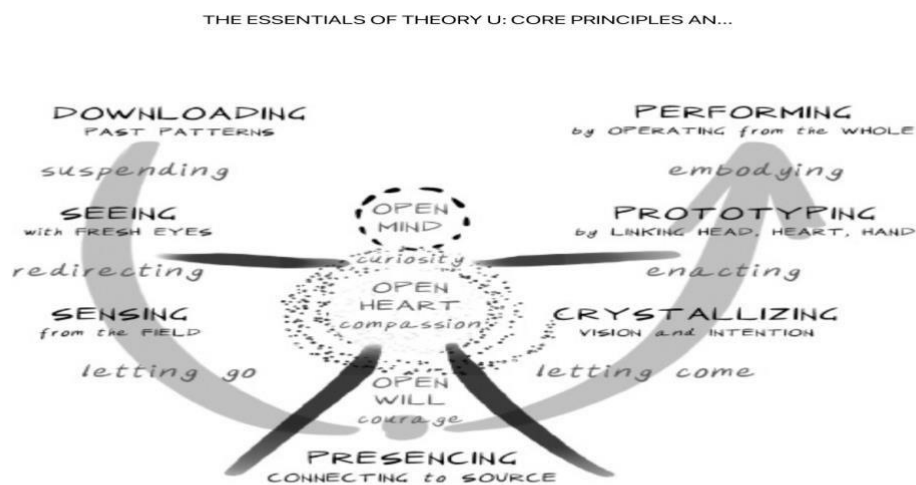 THE ESSENTIALS OF THEORY U: CORE PRINCIPLES AN...
DOWNLOADING
PAST PATTERNS
suspending
SEEING
with FRESH EYES
redirecting
SENSING
from the FIELD
letting go
OPEN
MIND
curiosity
OPEN
HEART
compassion
OPEN
WILL
courage
PRESENCING
CONNECTING to SOURCE
PERFORMING
by OPERATING from the WHOLE
embodying
PROTOTYPING
by LINKING HEAD, HEART, HAND
enacting
CRYSTALLIZING
VISION and INTENTION
letting come